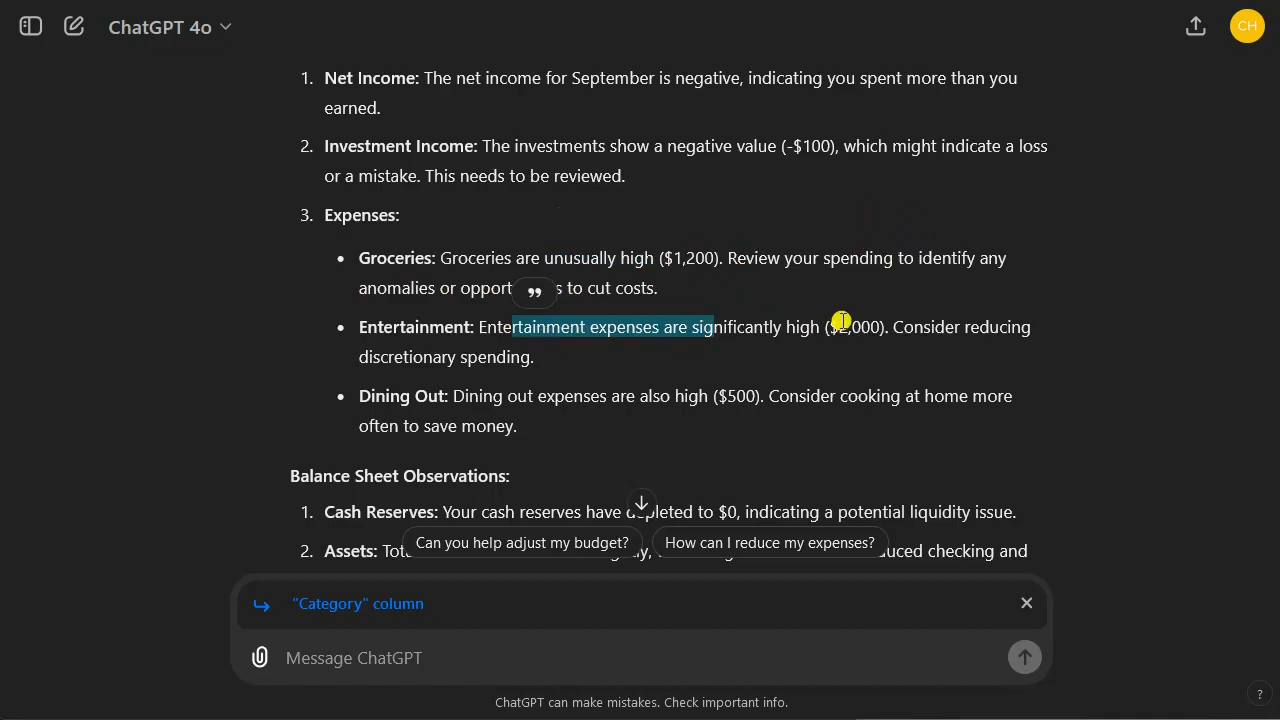 ChatGPT 4o
CH
1. Net Income: The net income for September is negative, indicating you spent more than you
earned.
2. Investment Income: The investments show a negative value (-$100), which might indicate a loss
or a mistake. This needs to be reviewed.
3. Expenses:
• Groceries: Groceries are unusually high ($1,200). Review your spending to identify any
anomalies or to cut costs.
• Entertainment: Entertainment expenses are significantly high ($2,000). Consider reducing
discretionary spending.
• Dining Out: Dining out expenses are also high ($500). Consider cooking at home more
often to save money.
Balance Sheet Observations:
1. Cash Reserves: Your cash reserves have depleted to $0, indicating a potential liquidity issue.
Can you help adjust my budget?
How can I reduce my expenses?
2. Assets: and
"Category" column
Message ChatGPT
ChatGPT can make mistakes. Check important info.
?